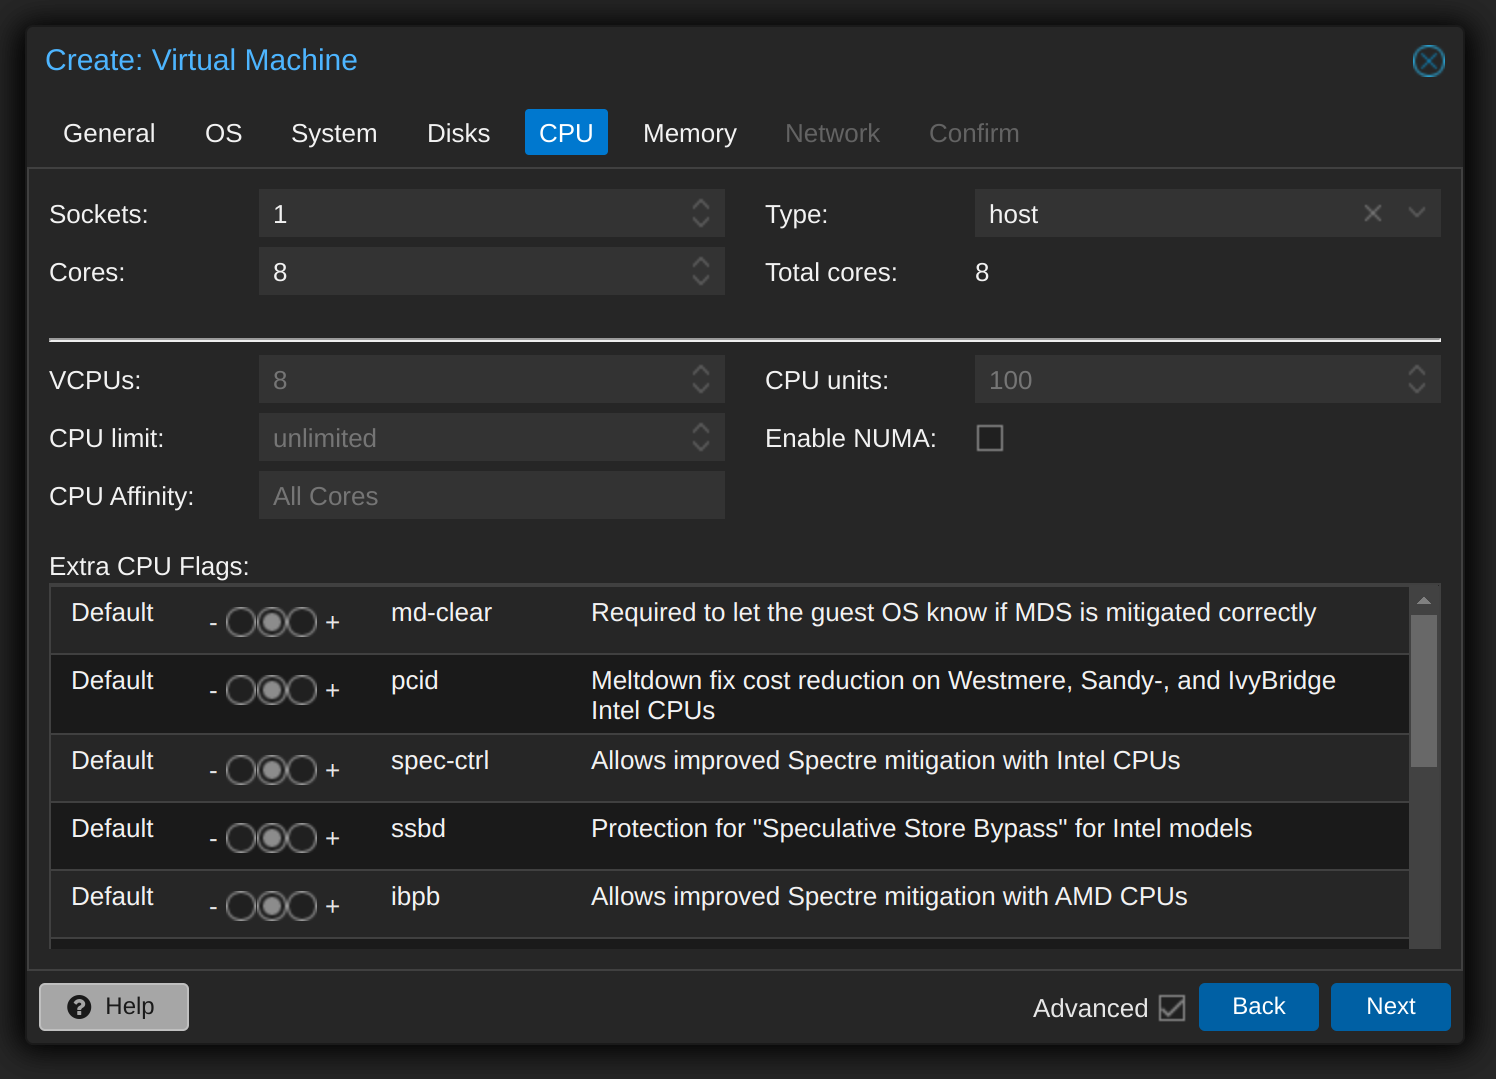 Create: Virtual Machine
General OS System Disks CPU Memory Network Confirm
Sockets: 1 Type: host
Cores: 8 Total cores: 8
VCPUs: 8 CPU units: 100
CPU limit: unlimited Enable NUMA:
CPU Affinity: All Cores
Extra CPU Flags:
Default - + md-clear Required to let the guest OS know if MDS is mitigated correctly
Default - + pcid Meltdown fix cost reduction on Westmere, Sandy-, and IvyBridge
Intel CPUs
Default - + spec-ctrl Allows improved Spectre mitigation with Intel CPUs
Default - + ssbd Protection for "Speculative Store Bypass" for Intel models
Default - + ibpb Allows improved Spectre mitigation with AMD CPUs
Help Advanced Back Next